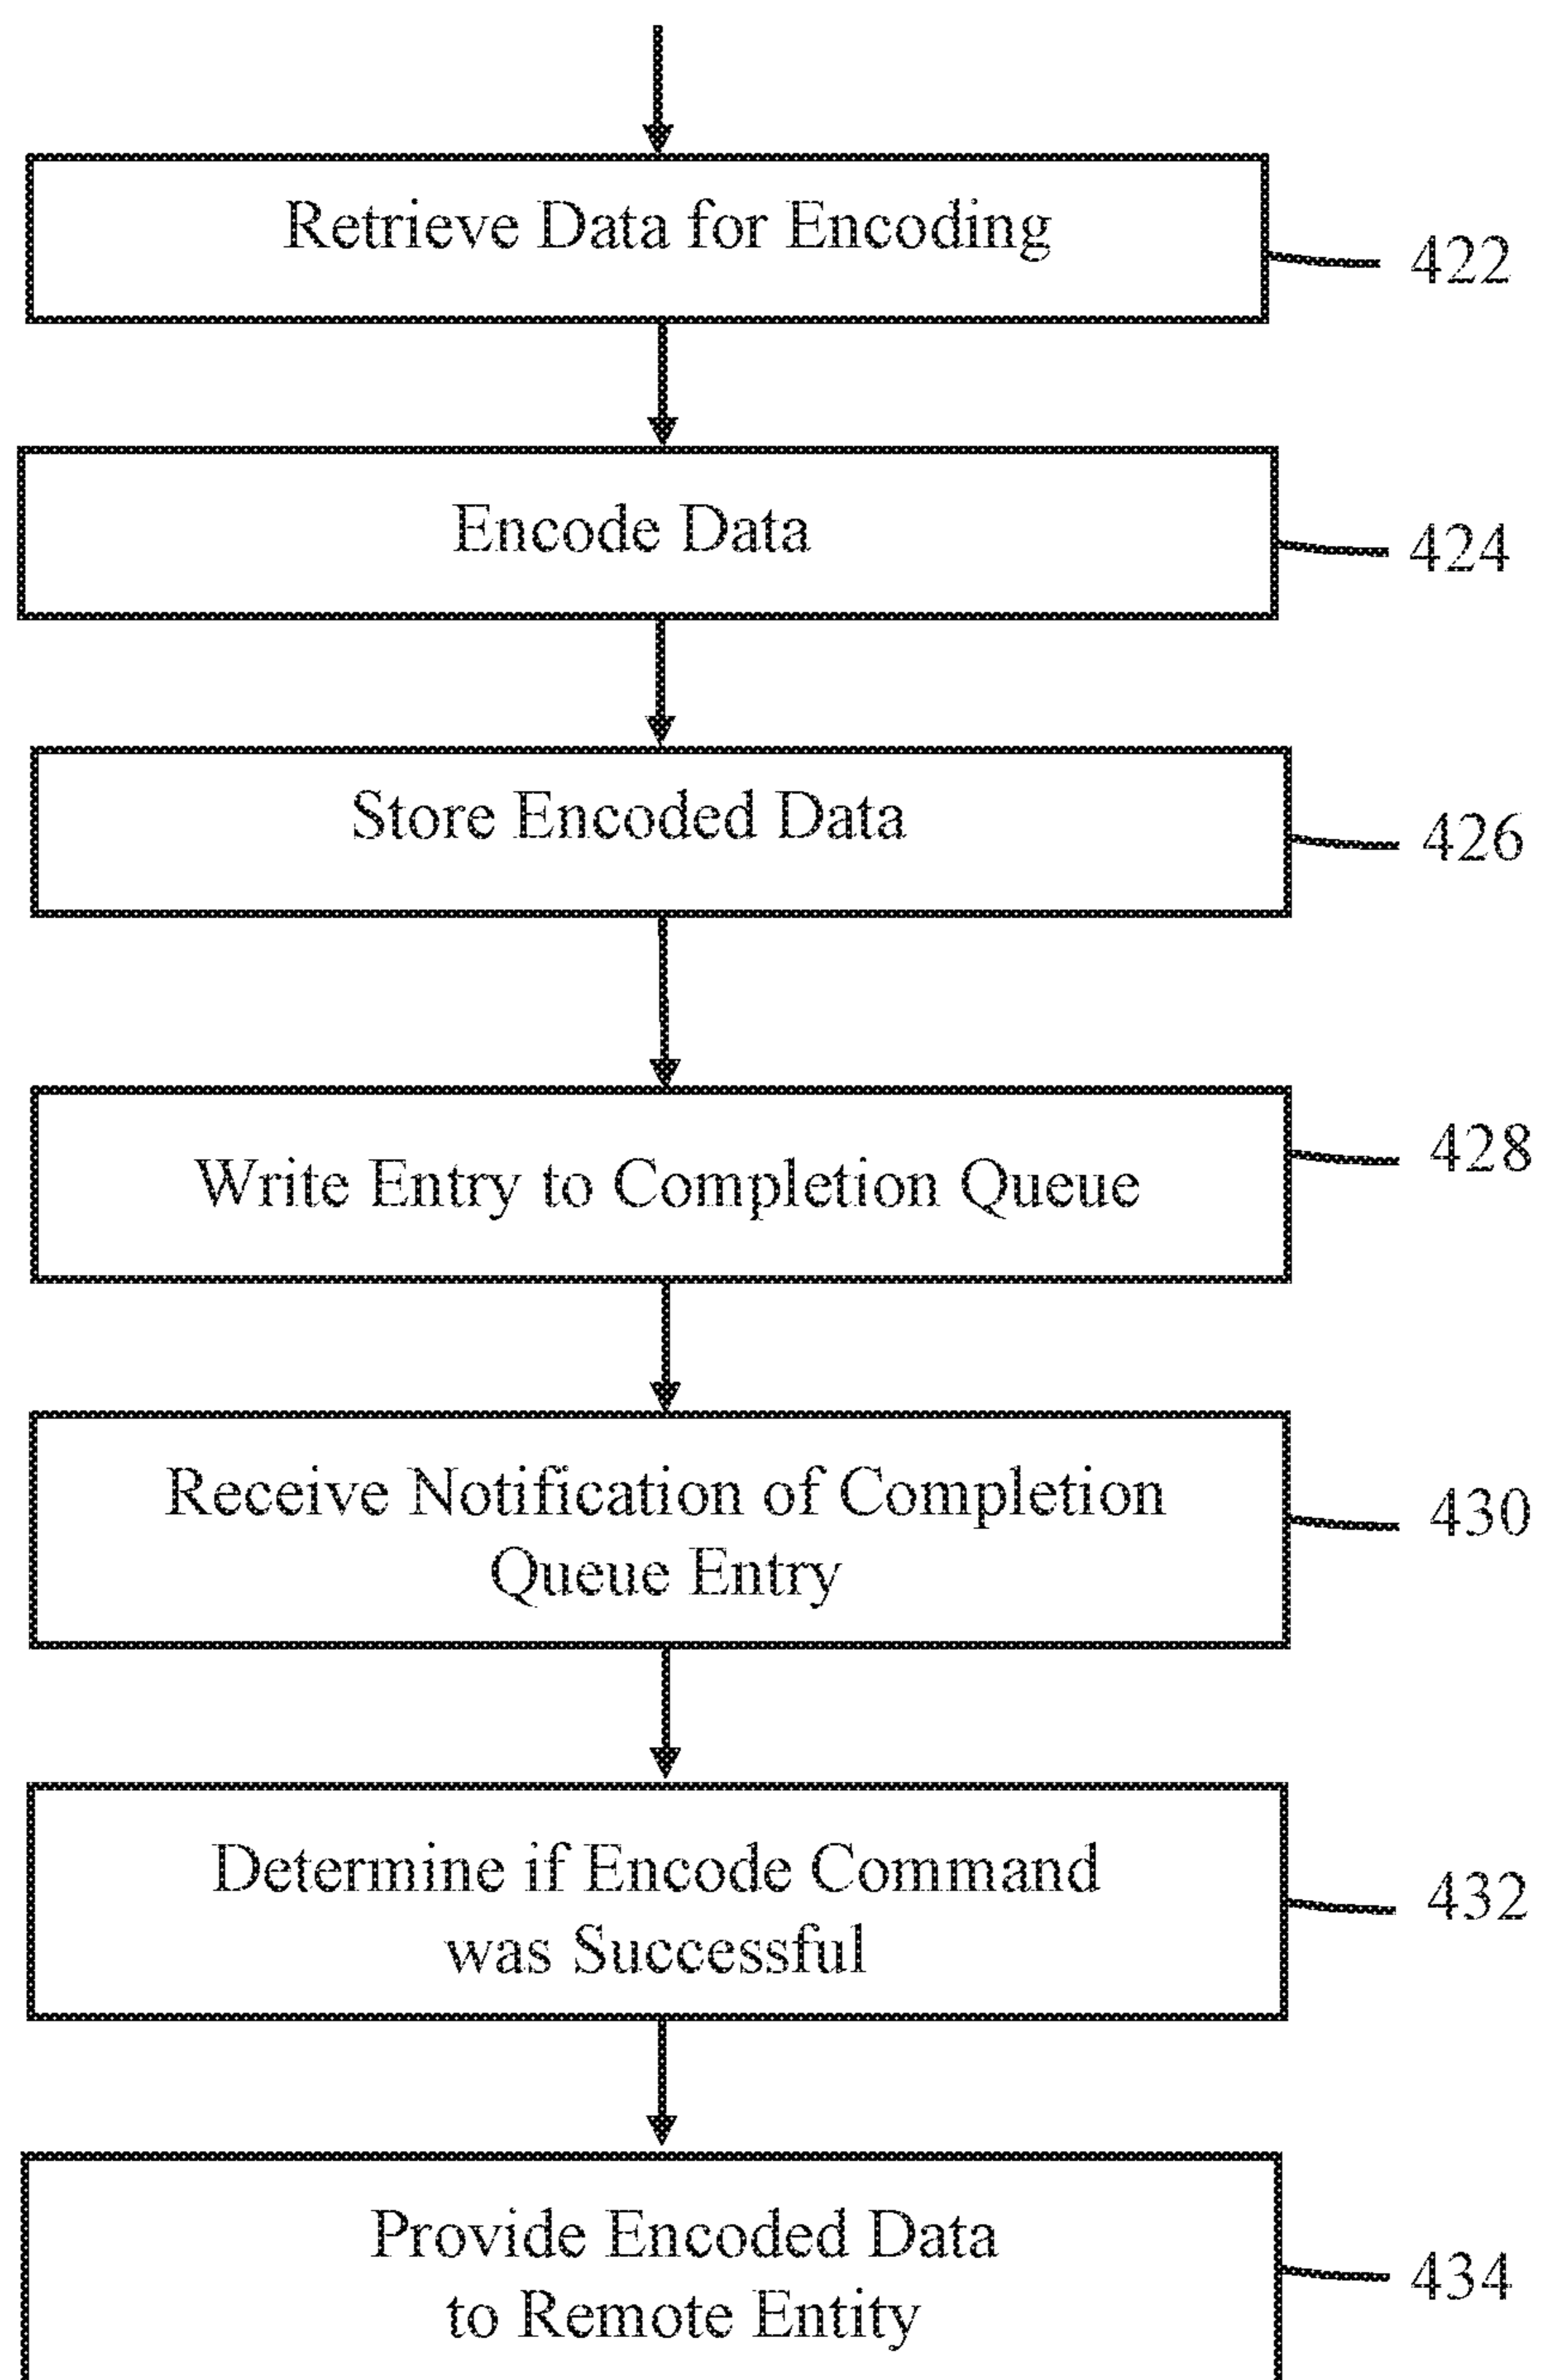 Retrieve Data for Encoding
422
Encode Data
424
Store Encoded Data
426
Write Entry to Completion Queue
428
Receive Notification of Completion
Queue Entry
430
Determine if Encode Command
was Successful
432
Provide Encoded Data
to Remote Entity
434